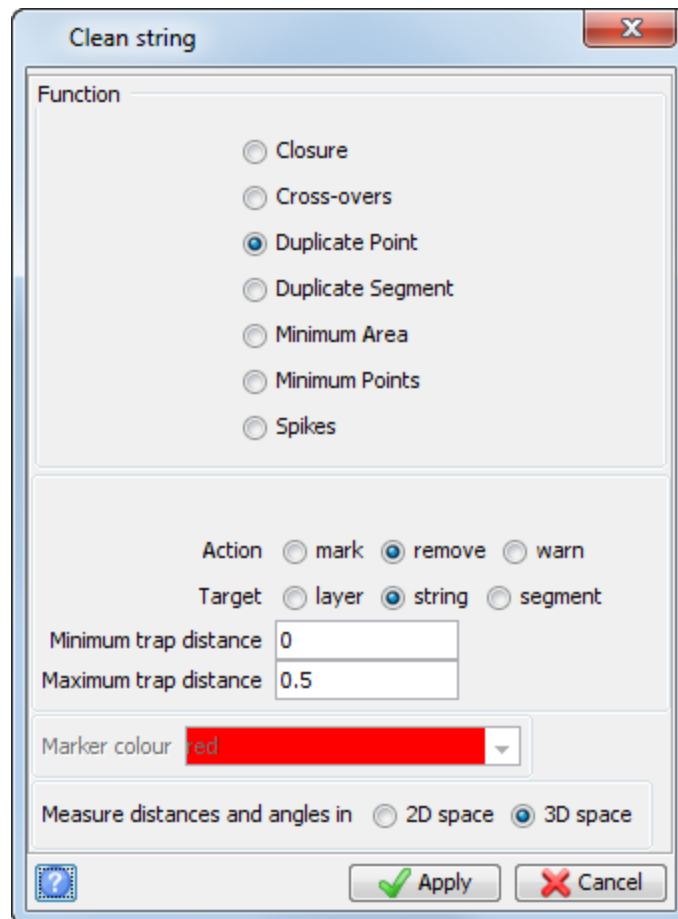 Clean string
Function
Closure
Cross-overs
Duplicate Point
Duplicate Segment
Minimum Area
Minimum Points
Spikes
Action mark remove warn
Target layer string segment
Minimum trap distance 0
Maximum trap distance 0.5
Marker colour red
Measure distances and angles in 2D space 3D space
? Apply Cancel